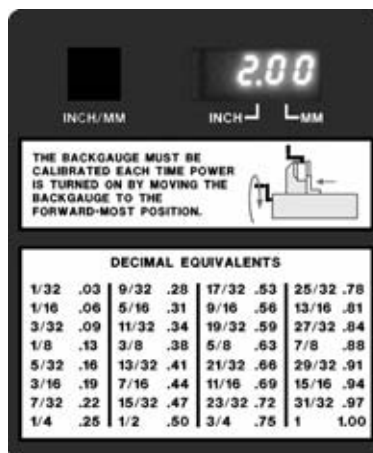 2.00
INCH/MM
INCH MM
THE BACKGAUGE MUST BE
CALIBRATED EACH TIME POWER
IS TURNED ON BY MOVING THE
BACKGAUGE TO THE
FORWARD-MOST POSITION.
DECIMAL EQUIVALENTS
1/32 .03 9/32 .28 17/32 .53 25/32 .78
1/16 .06 5/16 .31 9/16 .56 13/16 .81
3/32 .09 11/32 .34 19/32 .59 27/32 .84
1/8 .13 3/8 .38 5/8 .63 7/8 .88
5/32 .16 13/32 .41 21/32 .66 29/32 .91
3/16 .19 7/16 .44 11/16 .69 15/16 .94
7/32 .22 15/32 .47 23/32 .72 31/32 .97
1/4 .25 1/2 .50 3/4 .75 1 1.00